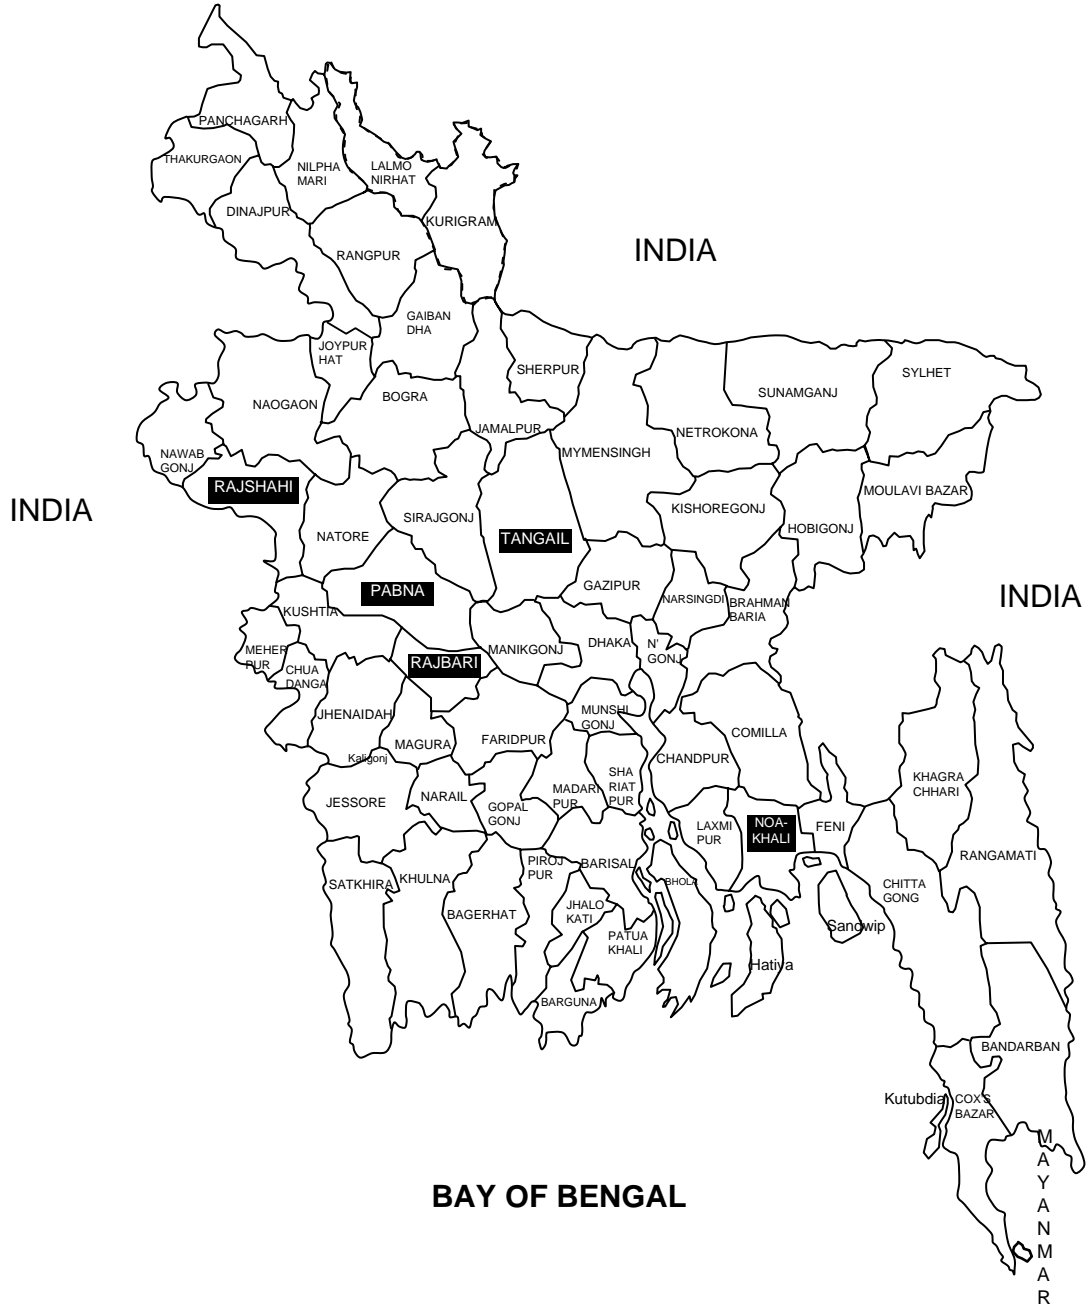 PANCHAGARH
THAKURGAON
NILPHA
MARI
LALMO
NIRHAT
DINAJPUR
KURIGRAM
RANGPUR
INDIA
GAIBAN
DHA
JOYPUR
HAT
SHERPUR
SYLHET
SUNAMGANJ
BOGRA
NAOGAON
JAMALPUR
NETROKONA
MYMENSINGH
NAWAB
GONJ
RAJSHAHI
MOULAVI BAZAR
INDIA
KISHOREGONJ
SIRAJGONJ
HOBIGONJ
NATORE
TANGAIL
PABNA
GAZIPUR
NARSINGDI
BRAHMAN
BARIA
INDIA
KUSHTIA
MEHER
PUR
MANIKGONJ
DHAKA
N'
GONJ
RAJBARI
CHUA
DANGA
JHENAIDAH
MUNSHI
GONJ
COMILLA
MAGURA
FARIDPUR
Kaligonj
CHANDPUR
SHA
RIAT
PUR
KHAGRA
CHHARI
JESSORE
NARAIL
MADARI
PUR
GOPAL
GONJ
LAXMI
PUR
NOA-
KHALI
FENI
RANGAMATI
PIROJ
PUR
BARISAL
SATKHIRA
KHULNA
BHOLA
CHITTA
GONG
BAGERHAT
JHALO
KATI
PATUA
KHALI
Sandwip
Hatiya
BARGUNA
BANDARBAN
Kutubdia
COX'S
BAZAR
BAY OF BENGAL
M
A
Y
A
N
M
A
R